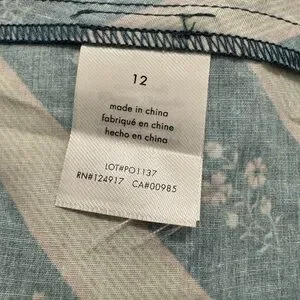 12
made in china
fabriqué en chine
hecho en china
LOT#PO1137
RN#124917 CA#00985